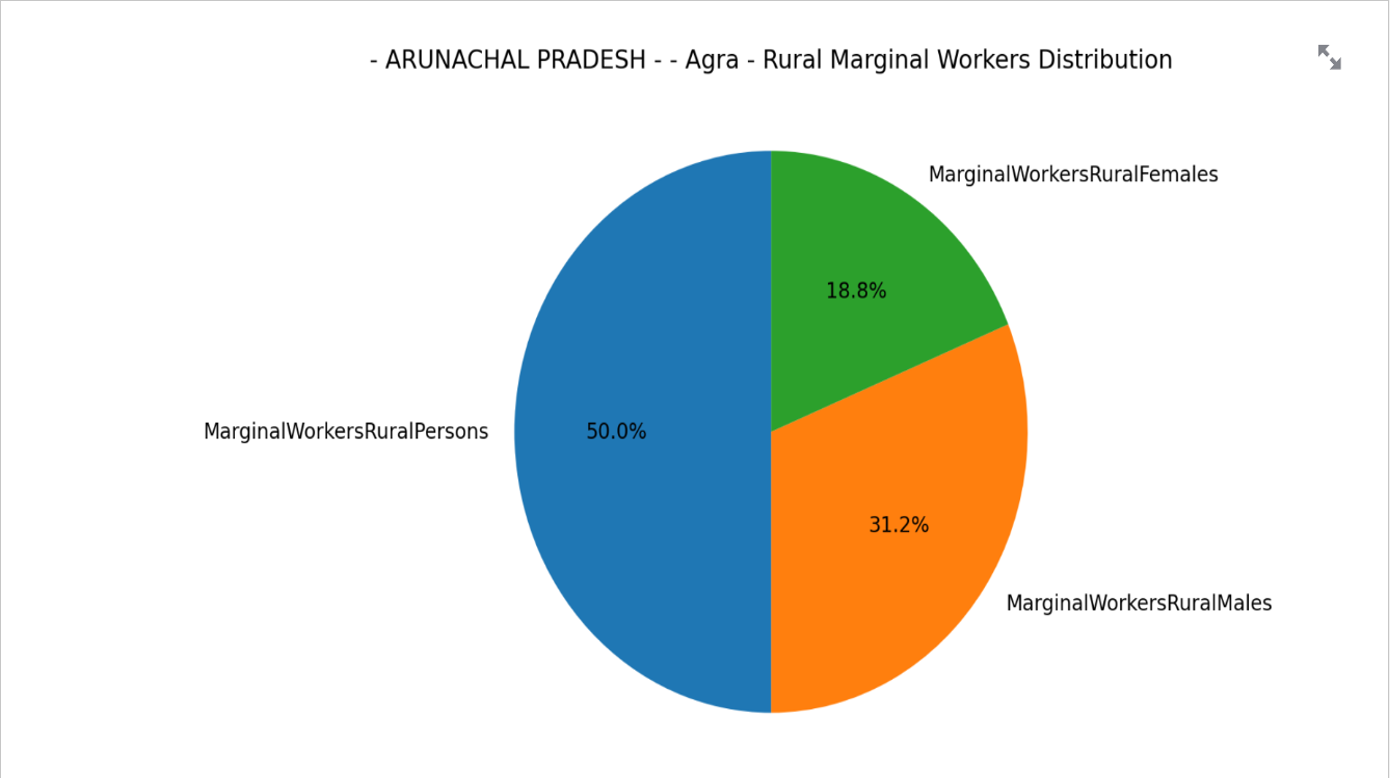 - ARUNACHAL PRADESH - - Agra - Rural Marginal Workers Distribution
MarginalWorkersRuralFemales
18.8%
MarginalWorkersRuralPersons
50.0%
31.2%
MarginalWorkersRuralMales